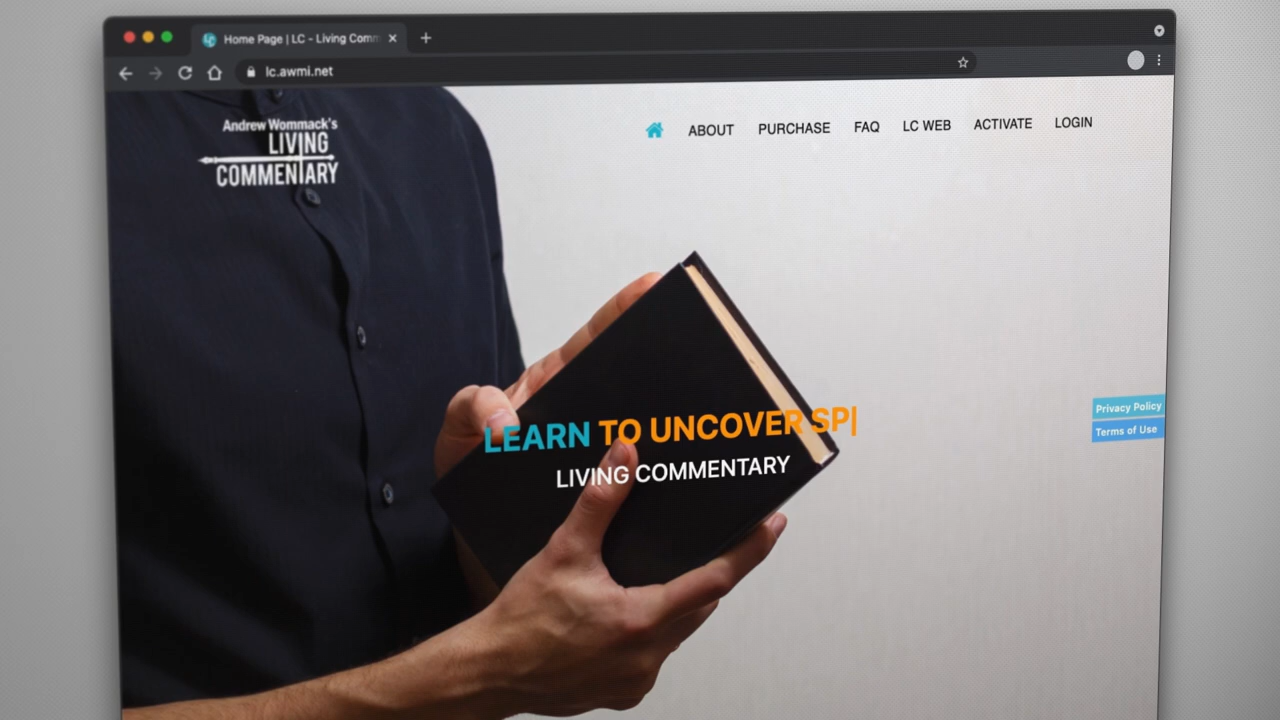 Home Page | LC - Living Comm
lc.awmi.net
Andrew Wommack's
LIVING
COMMENTARY
ABOUT PURCHASE FAQ LC WEB ACTIVATE LOGIN
Privacy Policy
Terms of Use
LEARN TO UNCOVER SP|
LIVING COMMENTARY